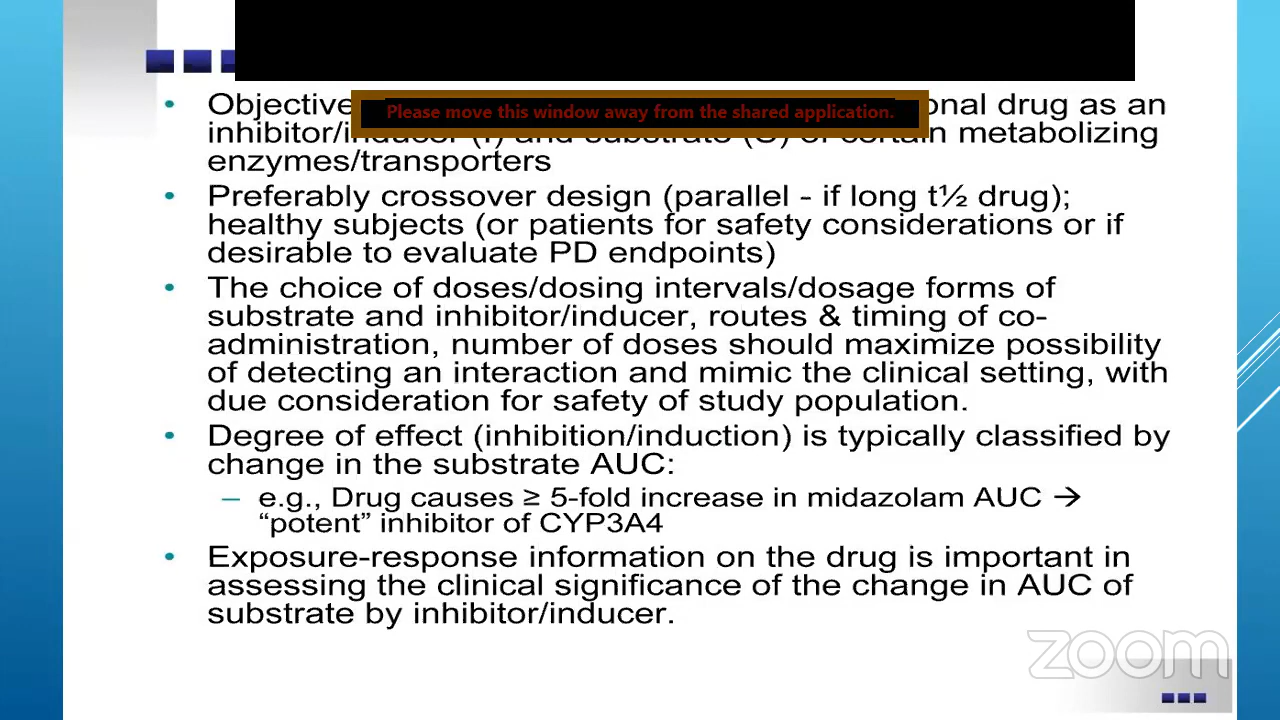 Please move this window away from the shared application.
• Objective onal drug as an
inhibitor/inducer (I) and substrate (S) of certain metabolizing
enzymes/transporters
• Preferably crossover design (parallel – if long t½ drug);
healthy subjects (or patients for safety considerations or if
desirable to evaluate PD endpoints)
• The choice of doses/dosing intervals/dosage forms of
substrate and inhibitor/inducer, routes & timing of co-
administration, number of doses should maximize possibility
of detecting an interaction and mimic the clinical setting, with
due consideration for safety of study population.
• Degree of effect (inhibition/induction) is typically classified by
change in the substrate AUC:
– e.g., Drug causes ≥ 5-fold increase in midazolam AUC →
“potent” inhibitor of CYP3A4
• Exposure-response information on the drug is important in
assessing the clinical significance of the change in AUC of
substrate by inhibitor/inducer.
zoom